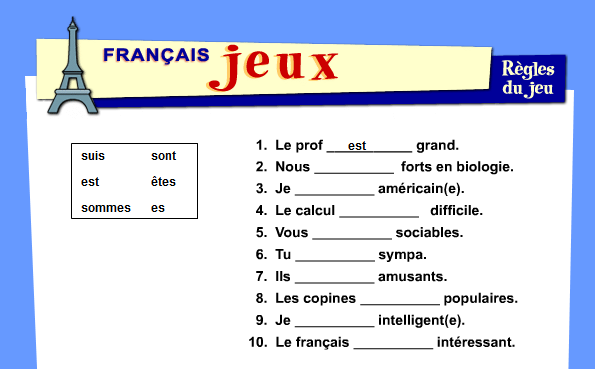 FRANÇAIS jeux
Règles
du jeu
suis sont
est êtes
sommes es
1. Le prof ___est______ grand.
2. Nous __________ forts en biologie.
3. Je __________ américain(e).
4. Le calcul __________ difficile.
5. Vous __________ sociables.
6. Tu __________ sympa.
7. Ils __________ amusants.
8. Les copines __________ populaires.
9. Je __________ intelligent(e).
10. Le français __________ intéressant.